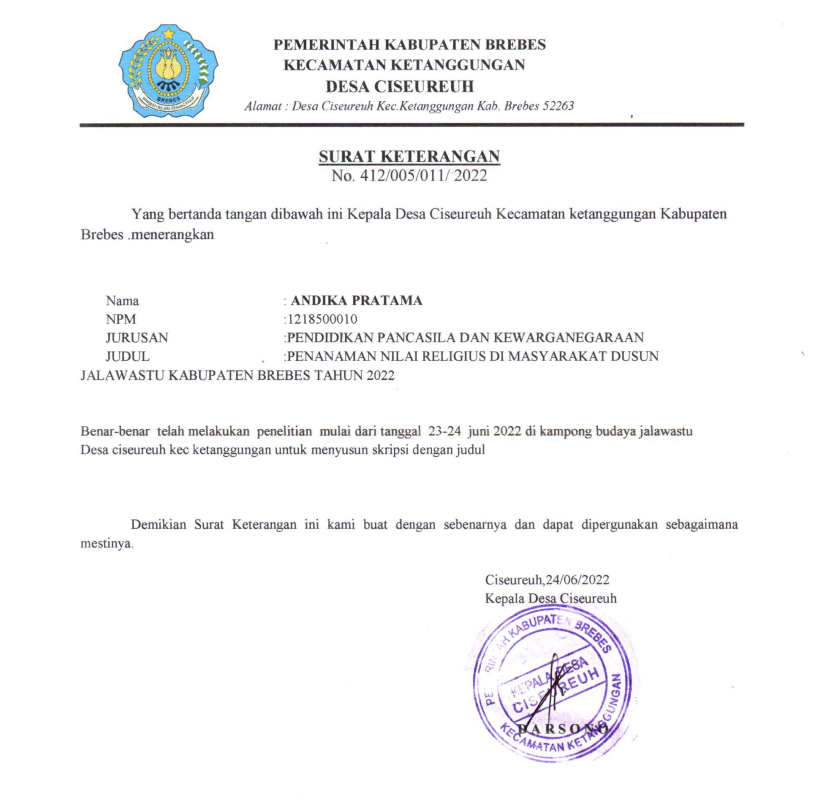 PEMERINTAH KABUPATEN BREBES
KECAMATAN KETANGGUNGAN
DESA CISEUREUH
Alamat : Desa Ciseureuh Kec.Ketanggungan Kab. Brebes 52263
BREBES
SURAT KETERANGAN
No. 412/005/011/ 2022
Yang bertanda tangan dibawah ini Kepala Desa Ciseureuh Kecamatan ketanggungan Kabupaten
Brebes .menerangkan
Nama : ANDIKA PRATAMA
NPM :1218500010
JURUSAN :PENDIDIKAN PANCASILA DAN KEWARGANEGARAAN
JUDUL :PENANAMAN NILAI RELIGIUS DI MASYARAKAT DUSUN
JALAWASTU KABUPATEN BREBES TAHUN 2022
Benar-benar telah melakukan penelitian mulai dari tanggal 23-24 juni 2022 di kampong budaya jalawastu
Desa ciseureuh kec ketanggungan untuk menyusun skripsi dengan judul
Demikian Surat Keterangan ini kami buat dengan sebenarnya dan dapat dipergunakan sebagaimana
mestinya.
Ciseureuh,24/06/2022
Kepala Desa Ciseureuh
KABUPATEN BREBES
KEPALA DESA
CISEUREUH
DARSONO
KECAMATAN KETANGGUNGAN